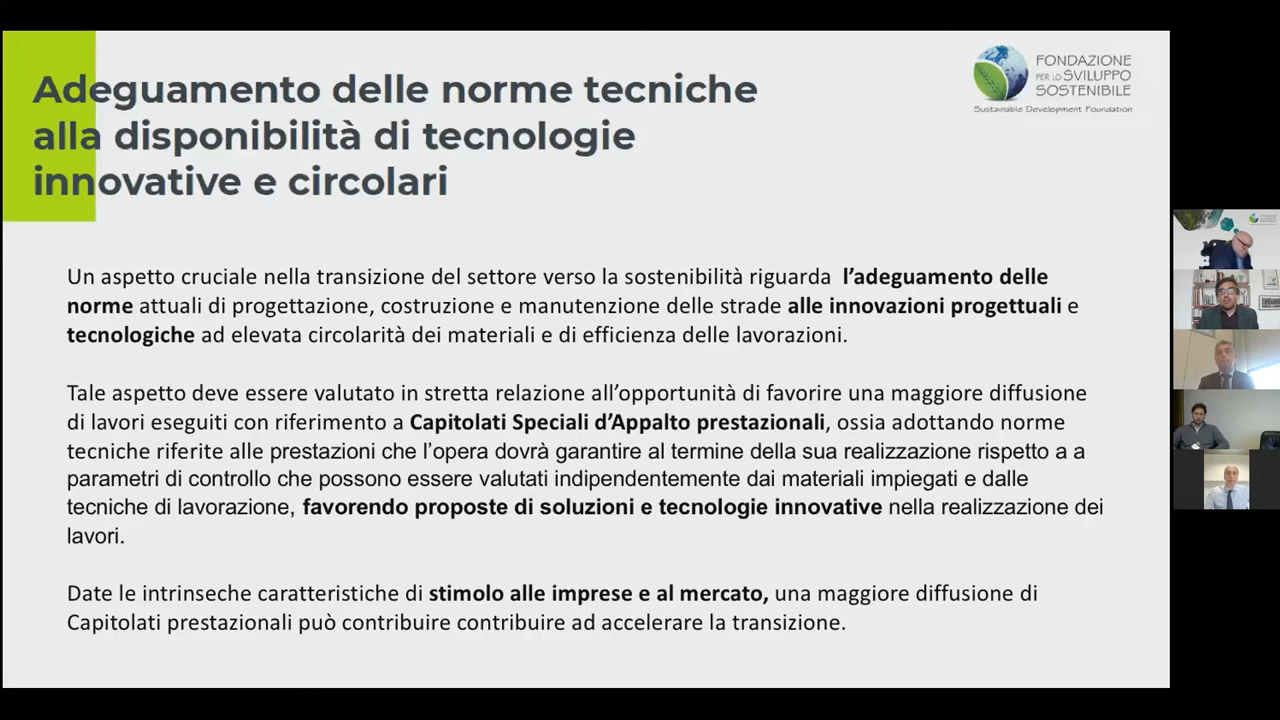 Adeguamento delle norme tecniche
alla disponibilità di tecnologie
innovative e circolari
FONDAZIONE
PER LO SVILUPPO
SOSTENIBILE
Sustainable Development Foundation
Un aspetto cruciale nella transizione del settore verso la sostenibilità riguarda l’adeguamento delle
norme attuali di progettazione, costruzione e manutenzione delle strade alle innovazioni progettuali e
tecnologiche ad elevata circolarità dei materiali e di efficienza delle lavorazioni.
Tale aspetto deve essere valutato in stretta relazione all’opportunità di favorire una maggiore diffusione
di lavori eseguiti con riferimento a Capitolati Speciali d’Appalto prestazionali, ossia adottando norme
tecniche riferite alle prestazioni che l’opera dovrà garantire al termine della sua realizzazione rispetto a a
parametri di controllo che possono essere valutati indipendentemente dai materiali impiegati e dalle
tecniche di lavorazione, favorendo proposte di soluzioni e tecnologie innovative nella realizzazione dei
lavori.
Date le intrinseche caratteristiche di stimolo alle imprese e al mercato, una maggiore diffusione di
Capitolati prestazionali può contribuire contribuire ad accelerare la transizione.